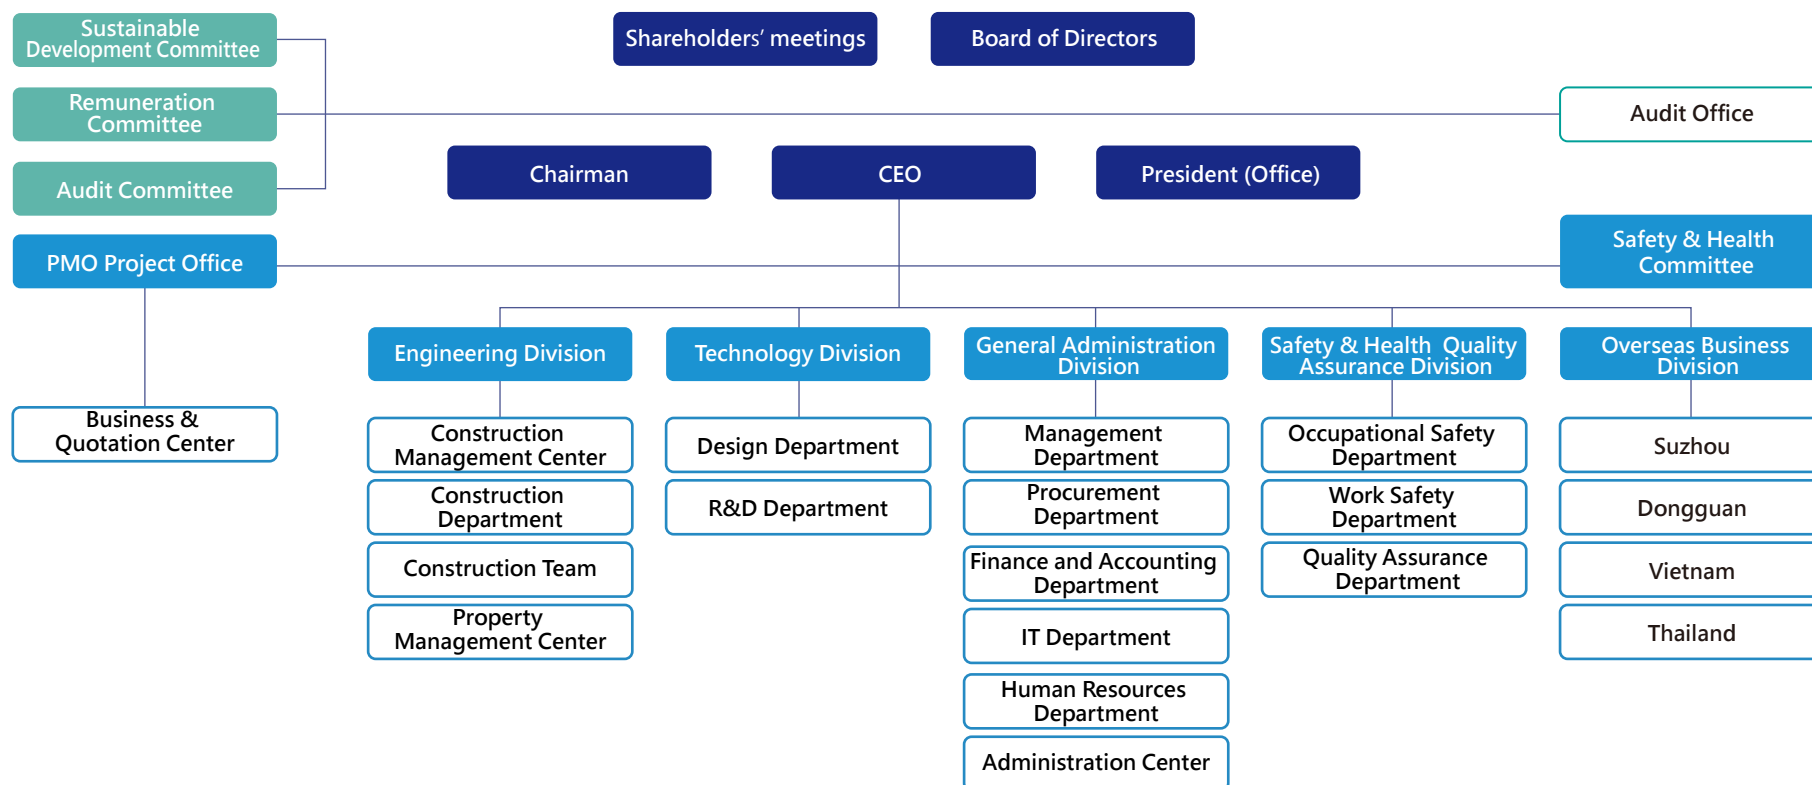 Sustainable
Development Committee
Shareholders’ meetings
Board of Directors
Remuneration
Committee
Audit Office
Audit Committee
Chairman
CEO
President (Office)
PMO Project Office
Safety & Health
Committee
Engineering Division
Technology Division
General Administration
Division
Safety & Health Quality
Assurance Division
Overseas Business
Division
Business &
Quotation Center
Construction
Management Center
Construction
Department
Construction Team
Property
Management Center
Design Department
R&D Department
Management
Department
Procurement
Department
Finance and Accounting
Department
IT Department
Human Resources
Department
Administration Center
Occupational Safety
Department
Work Safety
Department
Quality Assurance
Department
Suzhou
Dongguan
Vietnam
Thailand